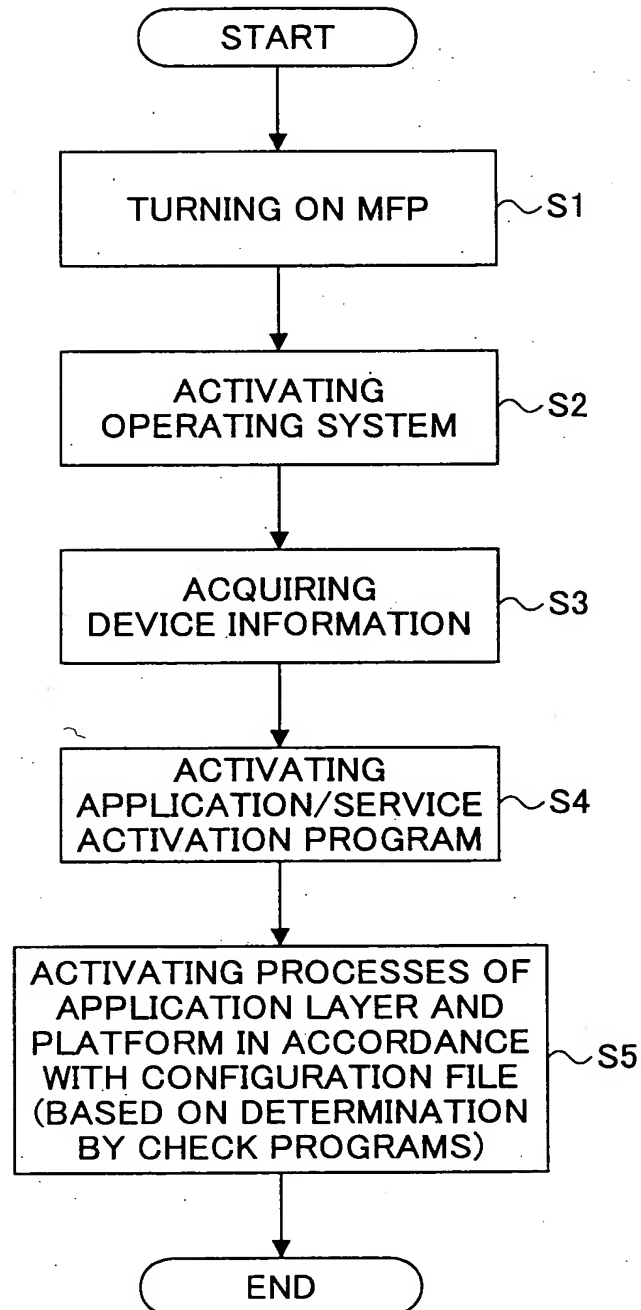 START
TURNING ON MFP
S1
ACTIVATING
OPERATING SYSTEM
S2
ACQUIRING
DEVICE INFORMATION
S3
ACTIVATING
APPLICATION/SERVICE
ACTIVATION PROGRAM
S4
ACTIVATING PROCESSES OF
APPLICATION LAYER AND
PLATFORM IN ACCORDANCE
WITH CONFIGURATION FILE
(BASED ON DETERMINATION
BY CHECK PROGRAMS)
S5
END